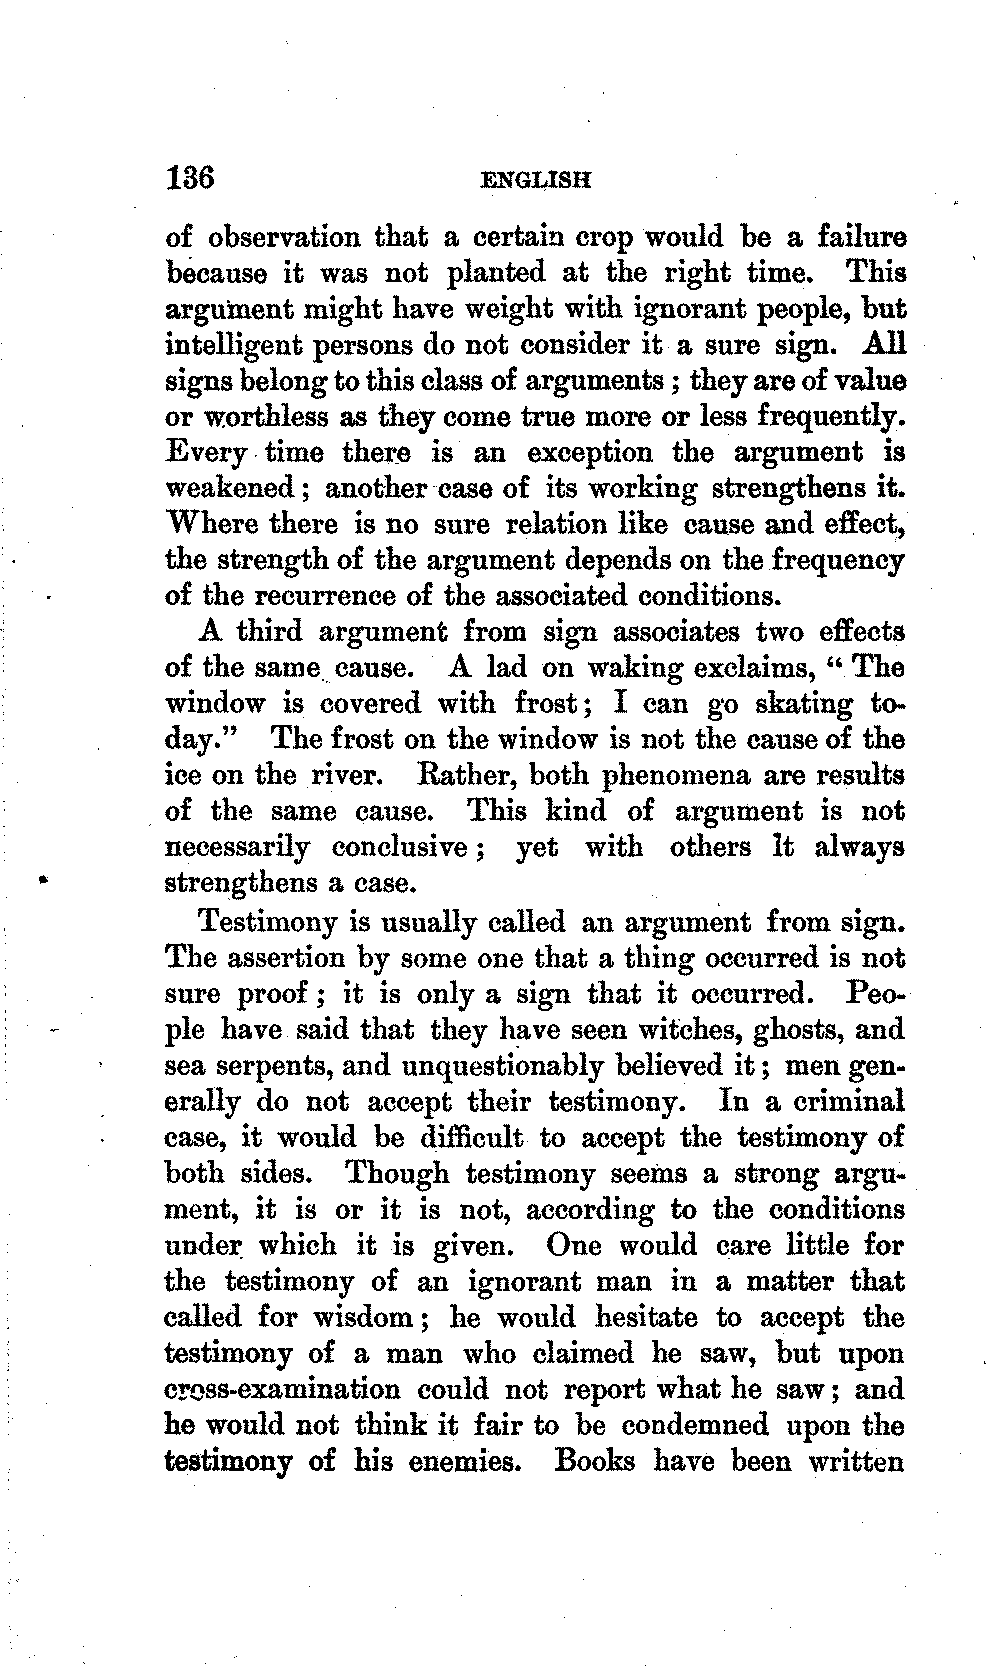 136 ENGLISH
of observation that a certain crop would be a failure
because it was not planted at the right time. This
argument might have weight with ignorant people, but
intelligent persons do not consider it a sure sign. All
signs belong to this class of arguments; they are of value
or worthless as they come true more or less frequently.
Every time there is an exception the argument is
weakened; another case of its working strengthens it.
Where there is no sure relation like cause and effect,
the strength of the argument depends on the frequency
of the recurrence of the associated conditions.
A third argument from sign associates two effects
of the same cause. A lad on waking exclaims, “The
window is covered with frost; I can go skating to-
day.” The frost on the window is not the cause of the
ice on the river. Rather, both phenomena are results
of the same cause. This kind of argument is not
necessarily conclusive; yet with others It always
strengthens a case.
Testimony is usually called an argument from sign.
The assertion by some one that a thing occurred is not
sure proof; it is only a sign that it occurred. Peo-
ple have said that they have seen witches, ghosts, and
sea serpents, and unquestionably believed it; men gen-
erally do not accept their testimony. In a criminal
case, it would be difficult to accept the testimony of
both sides. Though testimony seems a strong argu-
ment, it is or it is not, according to the conditions
under which it is given. One would care little for
the testimony of an ignorant man in a matter that
called for wisdom; he would hesitate to accept the
testimony of a man who claimed he saw, but upon
cross-examination could not report what he saw; and
he would not think it fair to be condemned upon the
testimony of his enemies. Books have been written